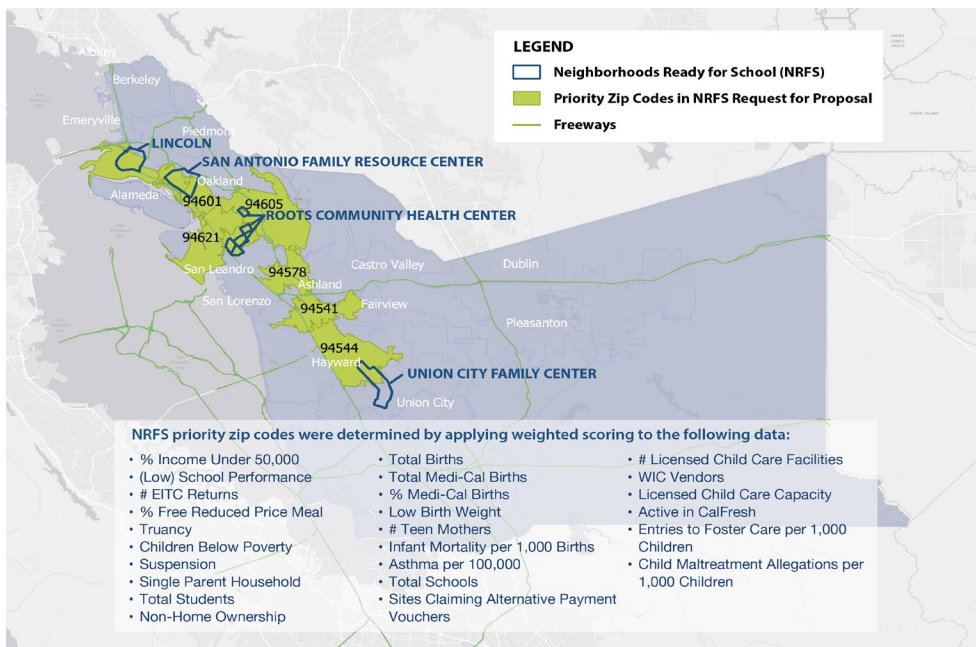 LEGEND
Neighborhoods Ready for School (NRFS)
Priority Zip Codes in NRFS Request for Proposal
Freeways
Albany
Berkeley
Emeryville
Piedmont
LINCOLN
SAN ANTONIO FAMILY RESOURCE CENTER
Oakland
Alameda
94601
94605
ROOTS COMMUNITY HEALTH CENTER
94621
San Leandro
94578
Castro Valley
Dublin
Ashland
San Lorenzo
94541
Fairview
Pleasanton
94544
Hayward
UNION CITY FAMILY CENTER
Union City
NRFS priority zip codes were determined by applying weighted scoring to the following data:
• % Income Under 50,000
• (Low) School Performance
• # EITC Returns
• % Free Reduced Price Meal
• Truancy
• Children Below Poverty
• Suspension
• Single Parent Household
• Total Students
• Non-Home Ownership
• Total Births
• Total Medi-Cal Births
• % Medi-Cal Births
• Low Birth Weight
• # Teen Mothers
• Infant Mortality per 1,000 Births
• Asthma per 100,000
• Total Schools
• Sites Claiming Alternative Payment
Vouchers
• # Licensed Child Care Facilities
• WIC Vendors
• Licensed Child Care Capacity
• Active in CalFresh
• Entries to Foster Care per 1,000
Children
• Child Maltreatment Allegations per
1,000 Children